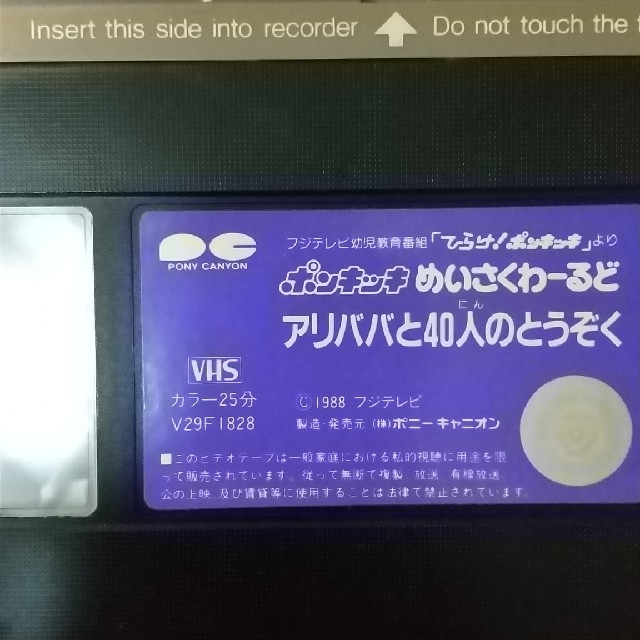 Insert this side into recorder
Do not touch the t
PONY CANYON
フジテレビ幼児教育番組「ひらけ!ポンキッキ」より
ポンキッキ めいさくわーるど
にん
アリババと40人のとうぞく
VHS
カラー25分
V29F1828
Ⓒ1988 フジテレビ
製造・発売元 (株)ポニーキャニオン
■このビデオテープは一般家庭における私的視聴に用途を限
って販売されています。従って無断で複製、放送、有線放送、
公の上映、及び賃貸等に使用することは法律で禁止されています。